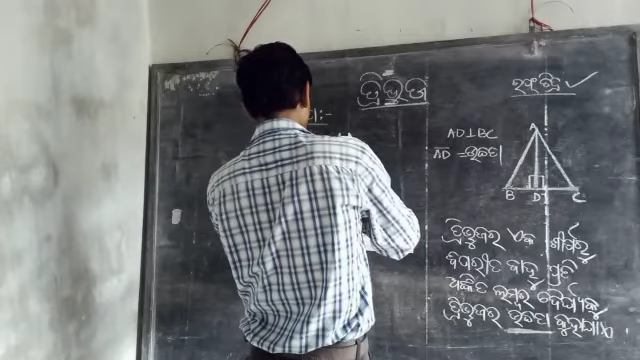 ତ୍ରିଭୁଜ
ଉଚ୍ଚତା
AD⊥BC
AD = ଉଚ୍ଚତା
A
B D C
ତ୍ରିଭୁଜର ଏକ ଶୀର୍ଷରୁ
ବିପରୀତ ବାହୁ ପ୍ରତି
ଅଙ୍କିତ ଲମ୍ବର ଦୈର୍ଘ୍ୟକୁ
ତ୍ରିଭୁଜର ଉଚ୍ଚତା କୁହାଯାଏ